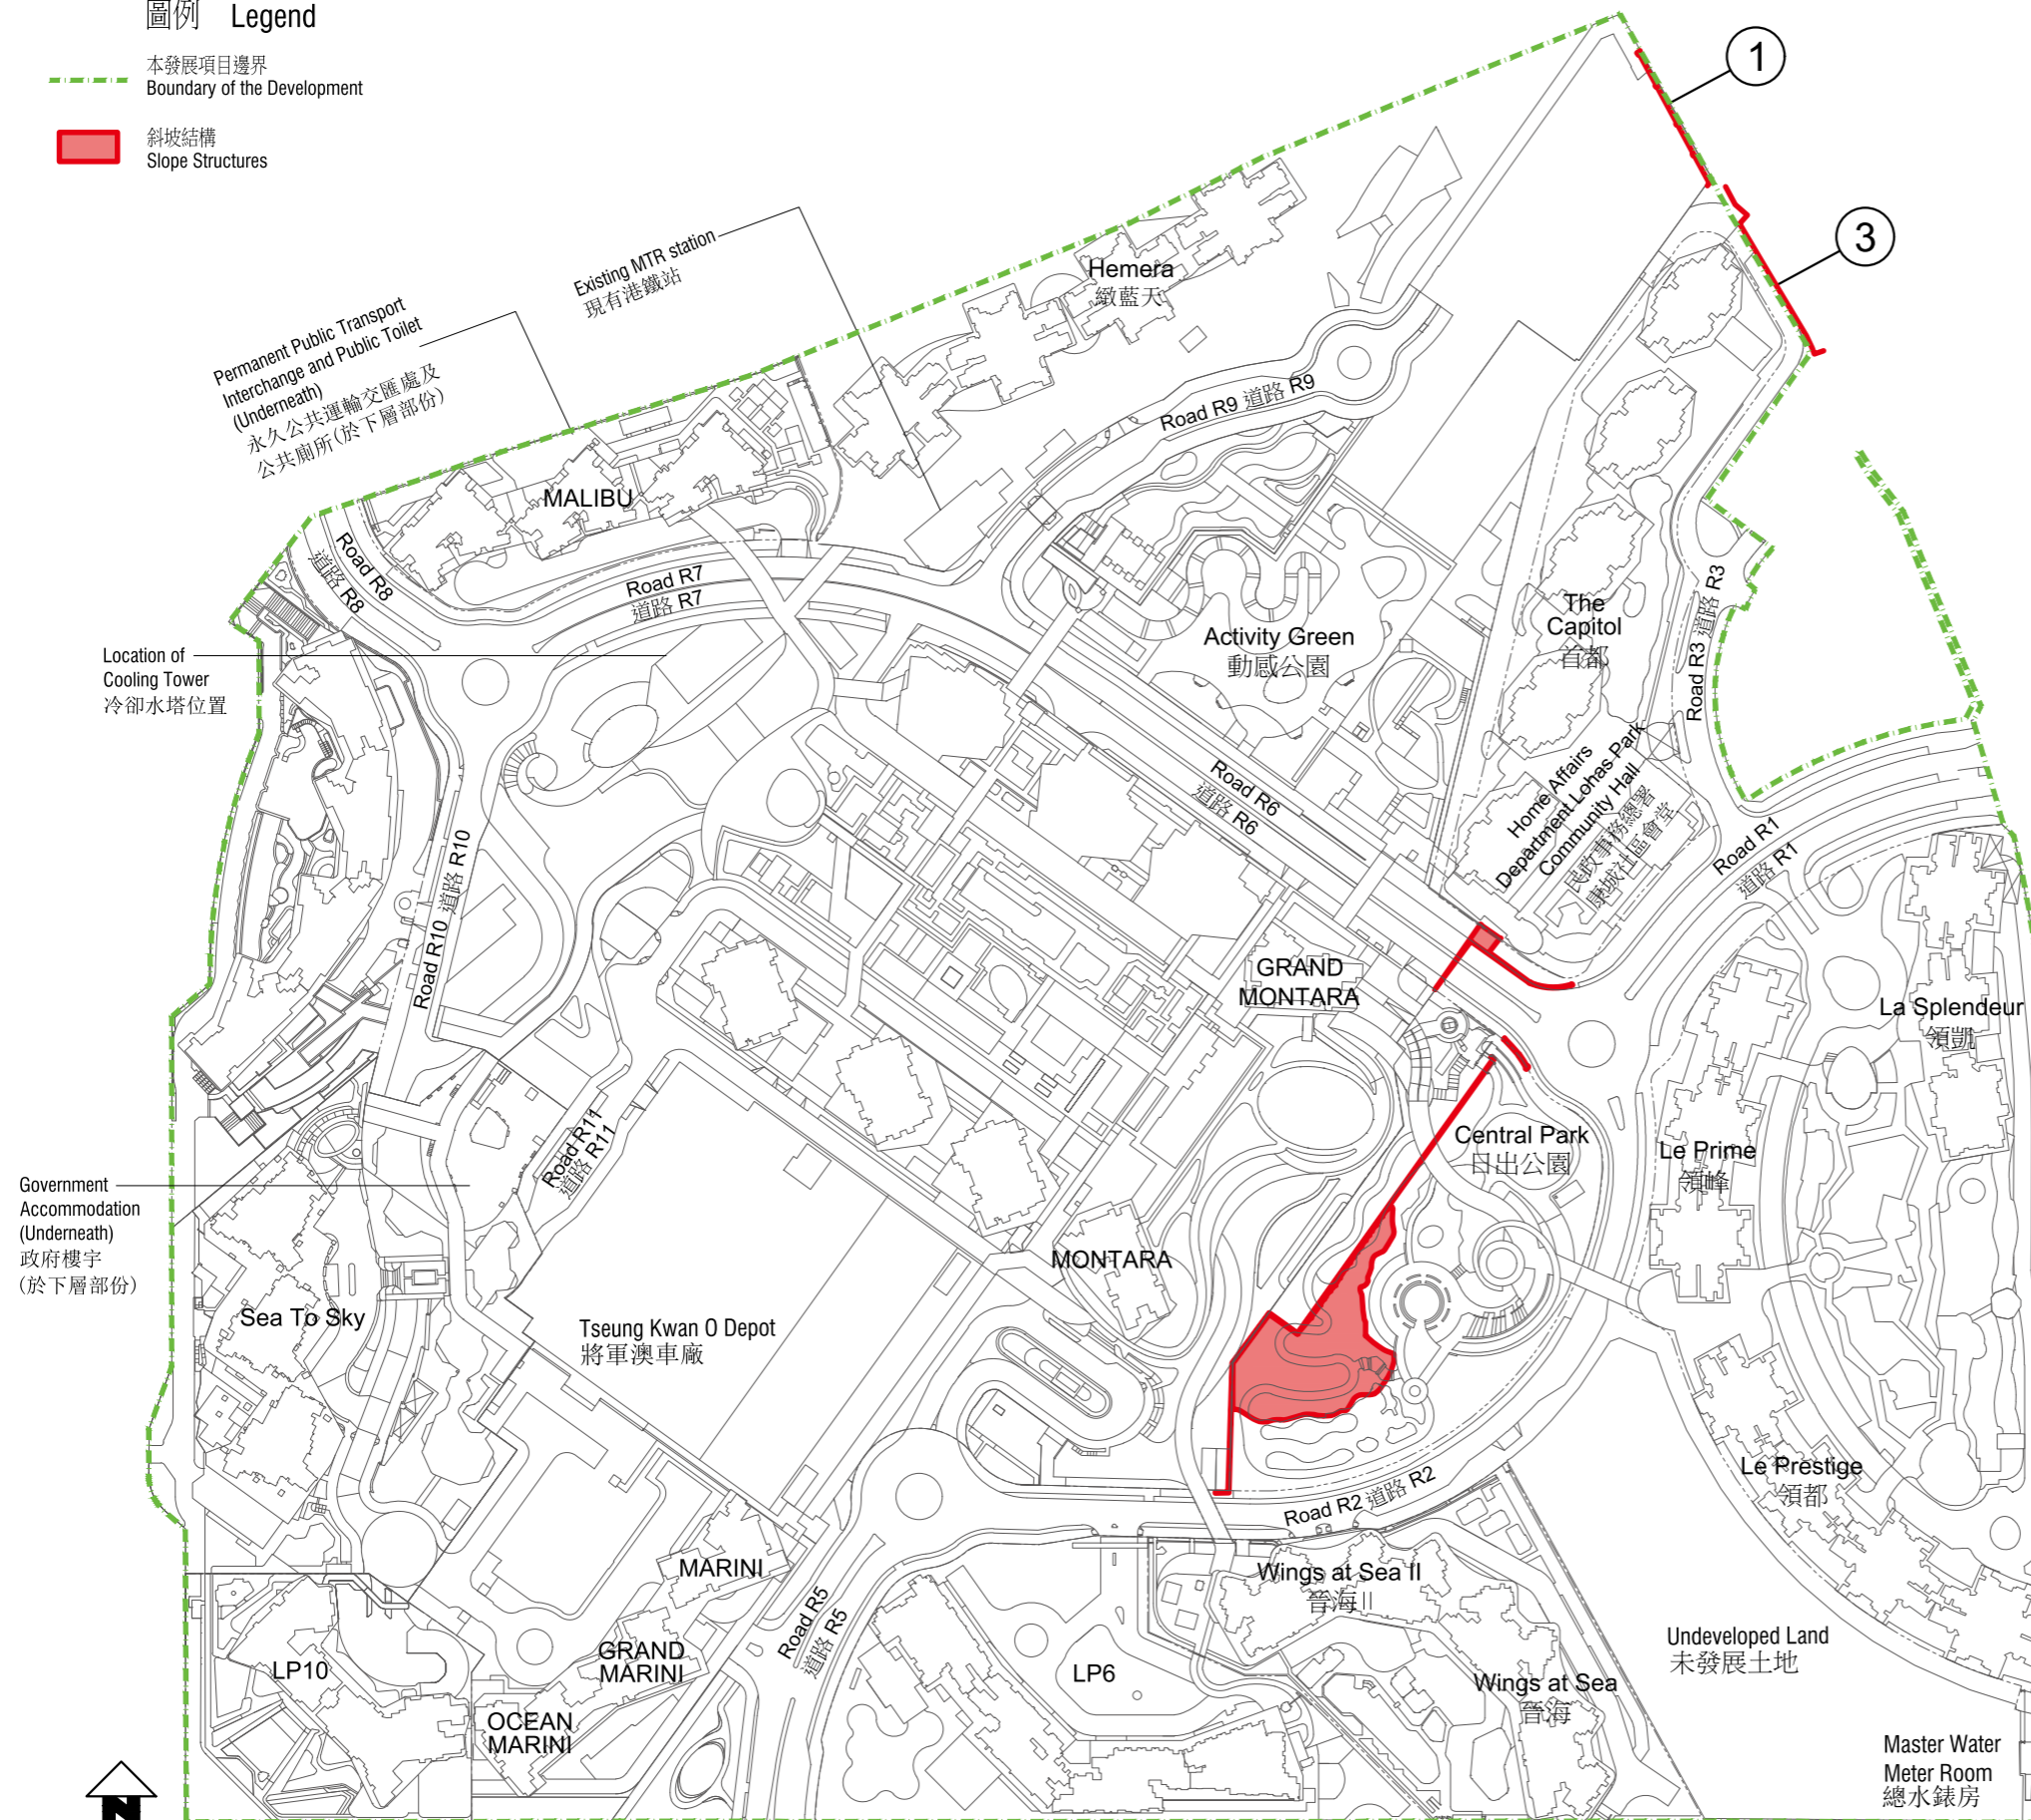 圖例 Legend
本發展項目邊界
Boundary of the Development
斜坡結構
Slope Structures
1
3
Existing MTR station
現有港鐵站
Permanent Public Transport
Interchange and Public Toilet
(Underneath)
永久公共運輸交匯處及
公共廁所(於下層部份)
Hemera
緻藍天
Road R9 道路 R9
MALIBU
Road R8
道路 R8
Road R7
道路 R7
Activity Green
動感公園
The
Capitol
首都
Road R3 道路 R3
Location of
Cooling Tower
冷卻水塔位置
Home Affairs
Department Lohas Park
Community Hall
民政事務總署
康城社區會堂
Road R6
道路 R6
Road R1
道路 R1
Road R10 道路 R10
GRAND
MONTARA
La Splendeur
領凱
Central Park
日出公園
Le Prime
領峰
Road R11
道路 R11
Government
Accommodation
(Underneath)
政府樓宇
(於下層部份)
MONTARA
Sea To Sky
Tseung Kwan O Depot
將軍澳車廠
Le Prestige
領都
Road R2 道路 R2
MARINI
Wings at Sea II
晉海II
Road R5
道路 R5
GRAND
MARINI
LP10
LP6
Undeveloped Land
未發展土地
Wings at Sea
晉海
OCEAN
MARINI
Master Water
Meter Room
總水錶房
N